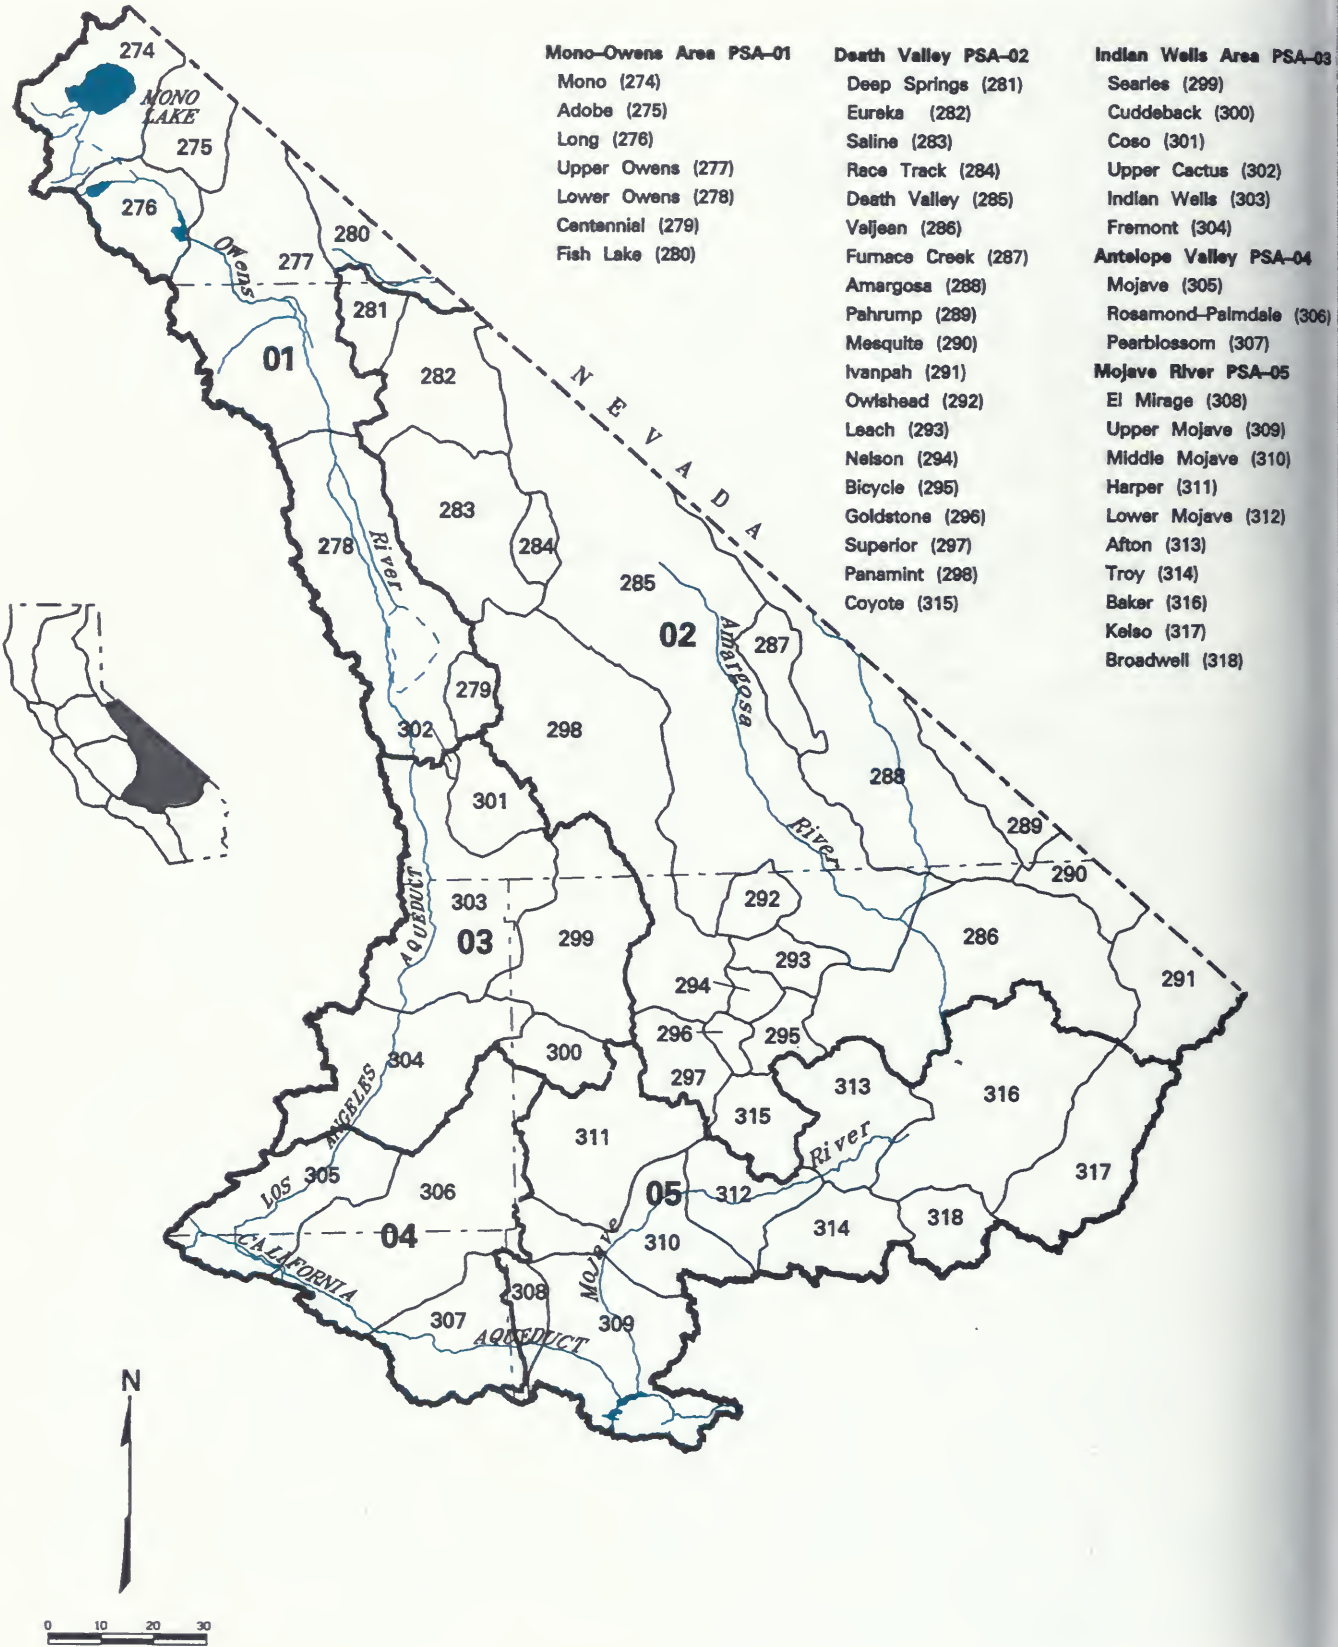 Mono-Owens Area PSA-01
Mono (274)
Adobe (275)
Long (276)
Upper Owens (277)
Lower Owens (278)
Centennial (279)
Fish Lake (280)
Death Valley PSA-02
Deep Springs (281)
Eureka (282)
Saline (283)
Race Track (284)
Death Valley (285)
Valjean (286)
Furnace Creek (287)
Amargosa (288)
Pahrump (289)
Mesquite (290)
Ivanpah (291)
Owlshead (292)
Leach (293)
Nelson (294)
Bicycle (295)
Goldstone (296)
Superior (297)
Panamint (298)
Coyote (315)
Indian Wells Area PSA-03
Searles (299)
Cuddeback (300)
Coso (301)
Upper Cactus (302)
Indian Wells (303)
Fremont (304)
Antelope Valley PSA-04
Mojave (305)
Rosamond-Palmdale (306)
Pearblossom (307)
Mojave River PSA-05
El Mirage (308)
Upper Mojave (309)
Middle Mojave (310)
Harper (311)
Lower Mojave (312)
Afton (313)
Troy (314)
Baker (316)
Kelso (317)
Broadwell (318)
274
MONO
LAKE
275
276
Owens
280
277
281
01
282
NEVADA
283
278
River
284
285
02
Amargosa
287
279
302
298
288
301
289
River
290
AQUEDUCT
303
292
03
299
286
293
294
291
296
295
304
300
297
313
316
ANGELES
315
311
River
305
LOS
306
05
312
317
04
Mojave
310
314
318
CALIFORNIA
308
307
309
AQUEDUCT
N
0 10 20 30